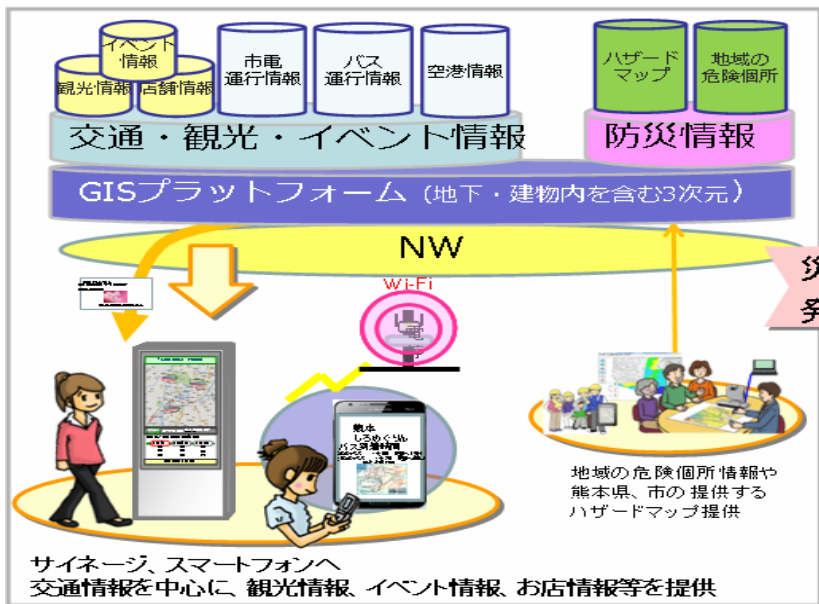 イベント
情報
観光情報
店舗情報
市電
運行情報
バス
運行情報
空港情報
ハザード
マップ
地域の
危険個所
交通・観光・イベント情報
防災情報
GISプラットフォーム（地下・建物内を含む3次元）
NW
Wi-Fi
災
発
熊本
しろめぐりん
バス到着時間
地域の危険個所情報や
熊本県、市の提供する
ハザードマップ提供
サイネージ、スマートフォンへ
交通情報を中心に、観光情報、イベント情報、お店情報等を提供